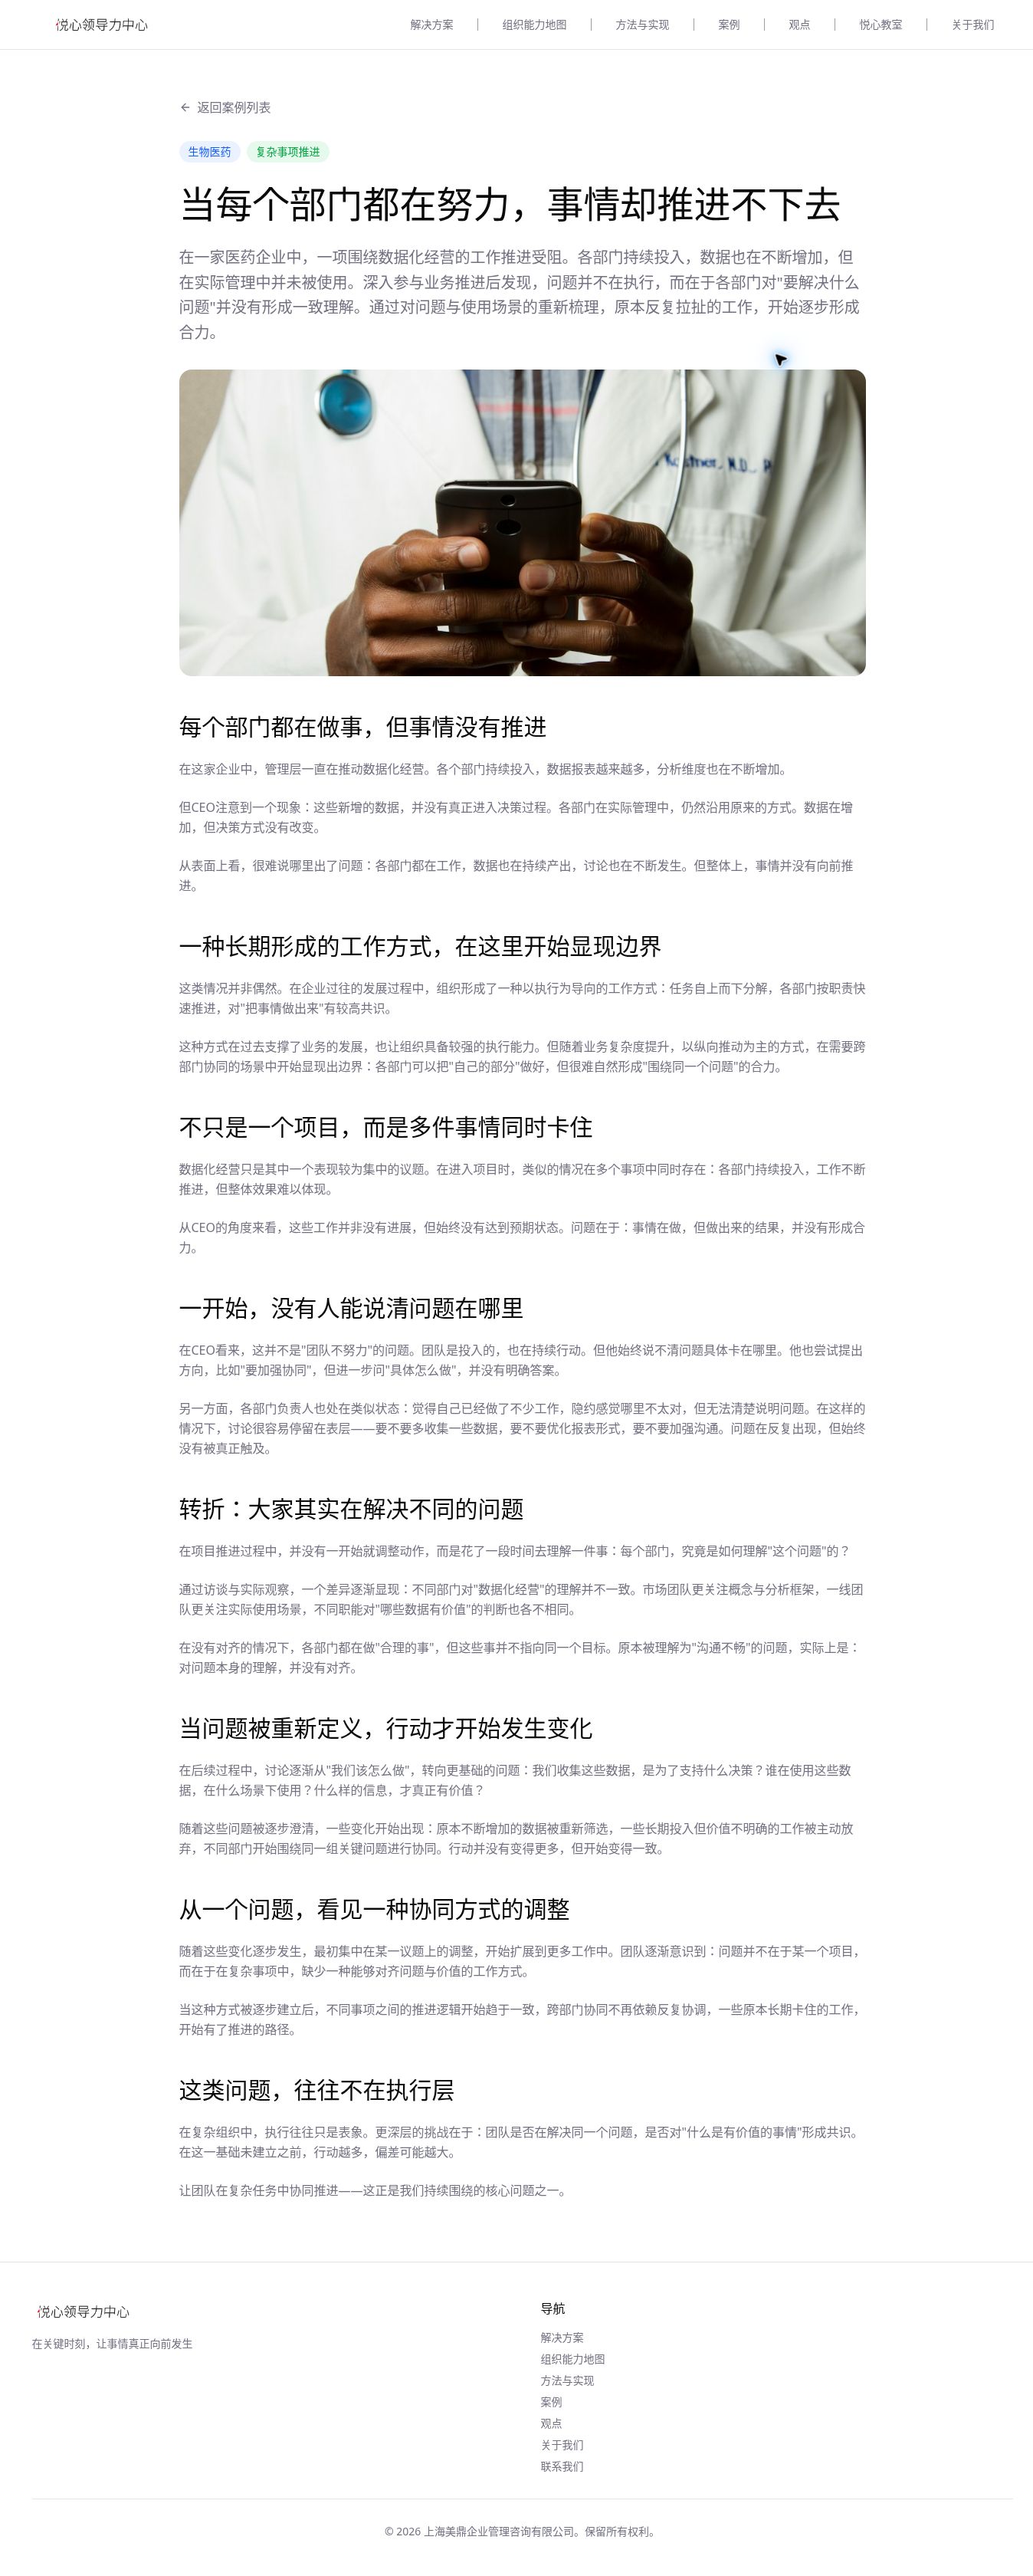 悦心领导力中心
解决方案
组织能力地图
方法与实现
案例
观点
悦心教室
关于我们
返回案例列表
生物医药
复杂事项推进
当每个部门都在努力，事情却推进不下去
在一家医药企业中，一项围绕数据化经营的工作推进受阻。各部门持续投入，数据也在不断增加，但
在实际管理中并未被使用。深入参与业务推进后发现，问题并不在执行，而在于各部门对"要解决什么
问题"并没有形成一致理解。通过对问题与使用场景的重新梳理，原本反复拉扯的工作，开始逐步形成
合力。
每个部门都在做事，但事情没有推进
在这家企业中，管理层一直在推动数据化经营。各个部门持续投入，数据报表越来越多，分析维度也在不断增加。
但CEO注意到一个现象：这些新增的数据，并没有真正进入决策过程。各部门在实际管理中，仍然沿用原来的方式。数据在增
加，但决策方式没有改变。
从表面上看，很难说哪里出了问题：各部门都在工作，数据也在持续产出，讨论也在不断发生。但整体上，事情并没有向前推
进。
一种长期形成的工作方式，在这里开始显现边界
这类情况并非偶然。在企业过往的发展过程中，组织形成了一种以执行为导向的工作方式：任务自上而下分解，各部门按职责快
速推进，对"把事情做出来"有较高共识。
这种方式在过去支撑了业务的发展，也让组织具备较强的执行能力。但随着业务复杂度提升，以纵向推动为主的方式，在需要跨
部门协同的场景中开始显现出边界：各部门可以把"自己的部分"做好，但很难自然形成"围绕同一个问题"的合力。
不只是一个项目，而是多件事情同时卡住
数据化经营只是其中一个表现较为集中的议题。在进入项目时，类似的情况在多个事项中同时存在：各部门持续投入，工作不断
推进，但整体效果难以体现。
从CEO的角度来看，这些工作并非没有进展，但始终没有达到预期状态。问题在于：事情在做，但做出来的结果，并没有形成合
力。
一开始，没有人能说清问题在哪里
在CEO看来，这并不是"团队不努力"的问题。团队是投入的，也在持续行动。但他始终说不清问题具体卡在哪里。他也尝试提出
方向，比如"要加强协同"，但进一步问"具体怎么做"，并没有明确答案。
另一方面，各部门负责人也处在类似状态：觉得自己已经做了不少工作，隐约感觉哪里不太对，但无法清楚说明问题。在这样的
情况下，讨论很容易停留在表层——要不要多收集一些数据，要不要优化报表形式，要不要加强沟通。问题在反复出现，但始终
没有被真正触及。
转折：大家其实在解决不同的问题
在项目推进过程中，并没有一开始就调整动作，而是花了一段时间去理解一件事：每个部门，究竟是如何理解"这个问题"的？
通过访谈与实际观察，一个差异逐渐显现：不同部门对"数据化经营"的理解并不一致。市场团队更关注概念与分析框架，一线团
队更关注实际使用场景，不同职能对"哪些数据有价值"的判断也各不相同。
在没有对齐的情况下，各部门都在做"合理的事"，但这些事并不指向同一个目标。原本被理解为"沟通不畅"的问题，实际上是：
对问题本身的理解，并没有对齐。
当问题被重新定义，行动才开始发生变化
在后续过程中，讨论逐渐从"我们该怎么做"，转向更基础的问题：我们收集这些数据，是为了支持什么决策？谁在使用这些数
据，在什么场景下使用？什么样的信息，才真正有价值？
随着这些问题被逐步澄清，一些变化开始出现：原本不断增加的数据被重新筛选，一些长期投入但价值不明确的工作被主动放
弃，不同部门开始围绕同一组关键问题进行协同。行动并没有变得更多，但开始变得一致。
从一个问题，看见一种协同方式的调整
随着这些变化逐步发生，最初集中在某一议题上的调整，开始扩展到更多工作中。团队逐渐意识到：问题并不在于某一个项目，
而在于在复杂事项中，缺少一种能够对齐问题与价值的工作方式。
当这种方式被逐步建立后，不同事项之间的推进逻辑开始趋于一致，跨部门协同不再依赖反复协调，一些原本长期卡住的工作，
开始有了推进的路径。
这类问题，往往不在执行层
在复杂组织中，执行往往只是表象。更深层的挑战在于：团队是否在解决同一个问题，是否对"什么是有价值的事情"形成共识。
在这一基础未建立之前，行动越多，偏差可能越大。
让团队在复杂任务中协同推进——这正是我们持续围绕的核心问题之一。
悦心领导力中心
在关键时刻，让事情真正向前发生
导航
解决方案
组织能力地图
方法与实现
案例
观点
关于我们
联系我们
© 2026 上海美鼎企业管理咨询有限公司。保留所有权利。